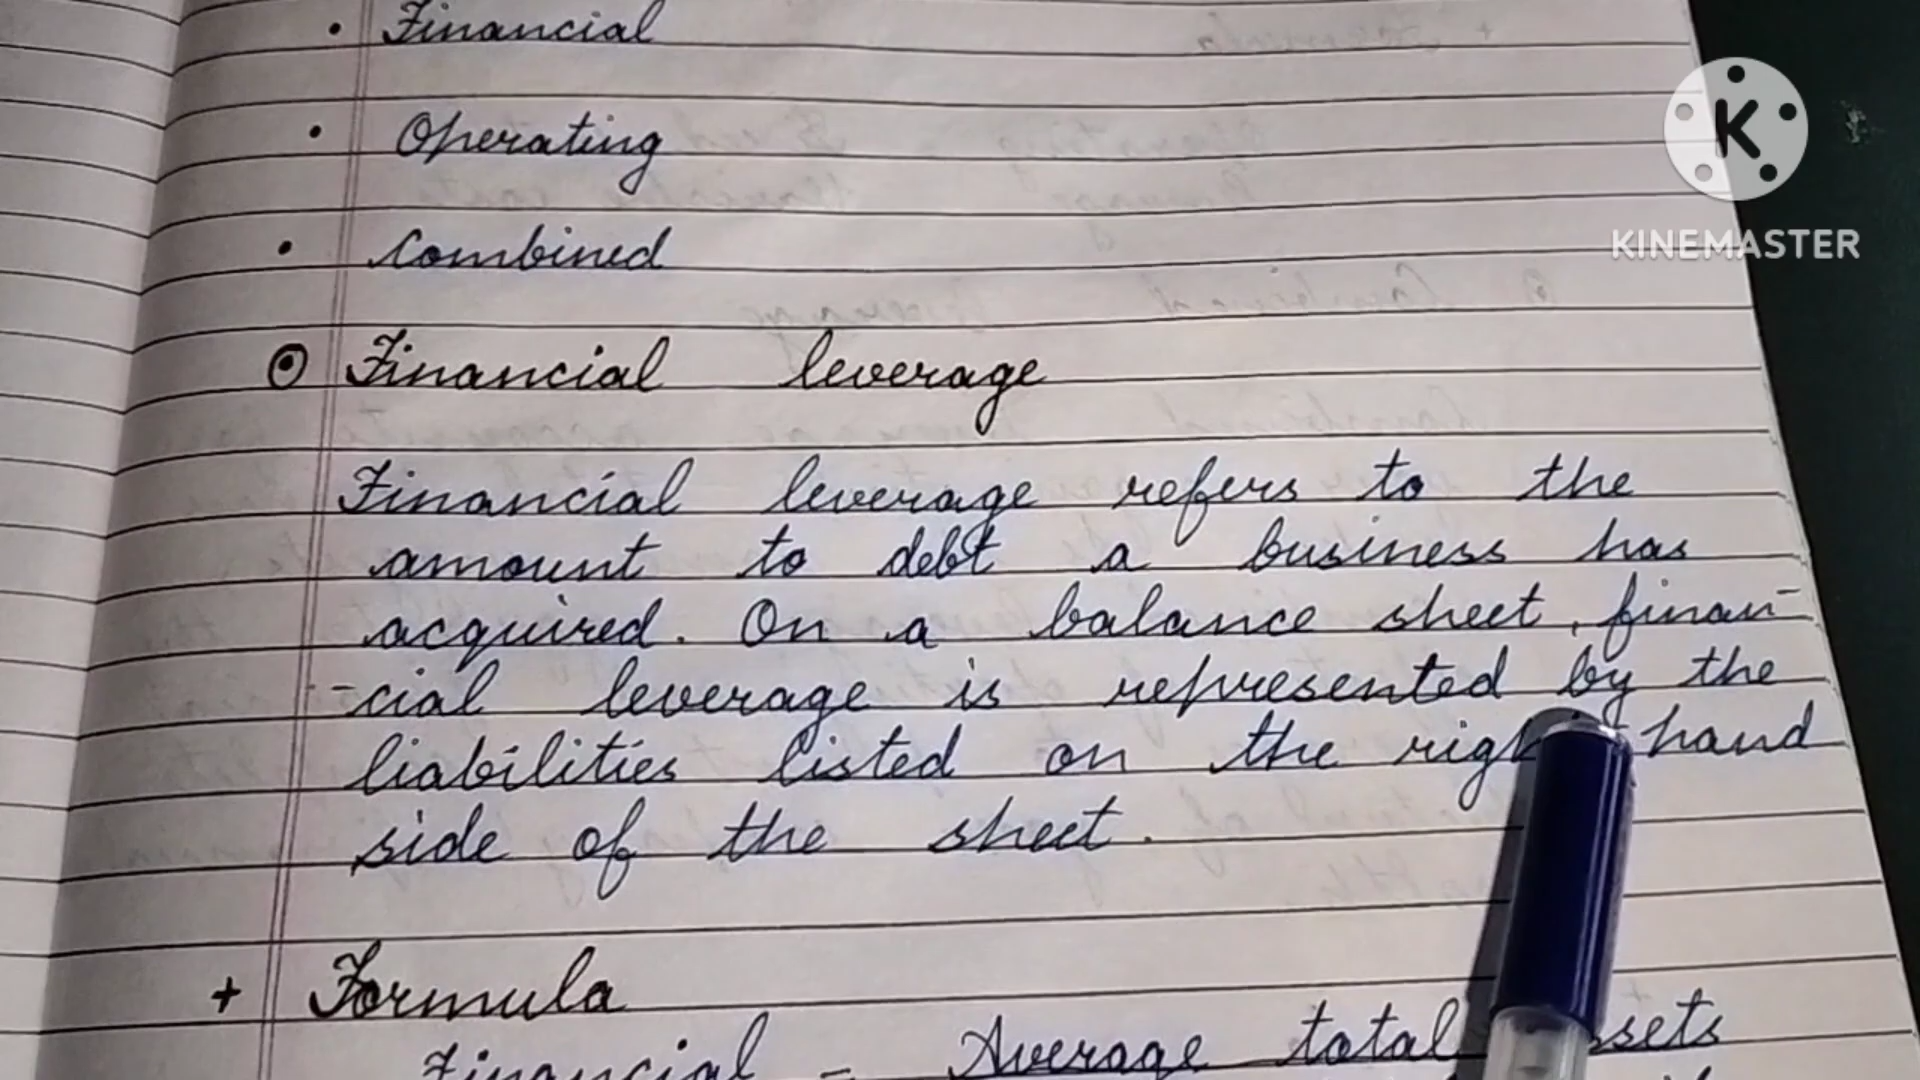 • Financial
• Operating
• Combined
KINEMASTER
⊙ Financial leverage
Financial leverage refers to the
amount to debt a business has
acquired. On a balance sheet, finan-
-cial leverage is represented by the
liabilities listed on the right hand
side of the sheet.
+ Formula
Financial = Average total assets